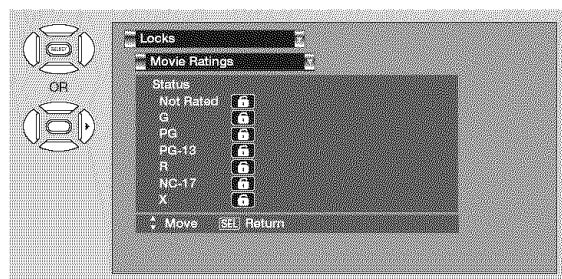 SELECT
OR
Locks
Movie Ratings
Status
Not Rated
G
PG
PG-13
R
NC-17
X
Move SEL Return